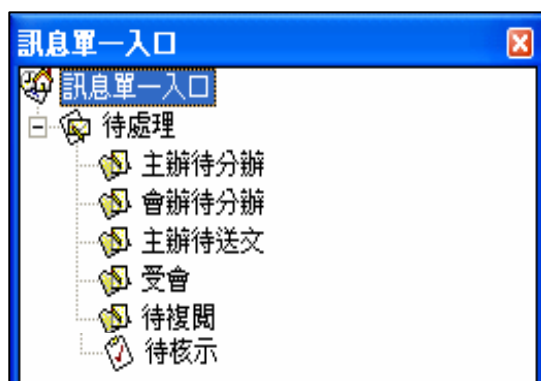 訊息單一入口
訊息單一入口
待處理
主辦待分辦
會辦待分辦
主辦待送文
受會
待複閱
待核示